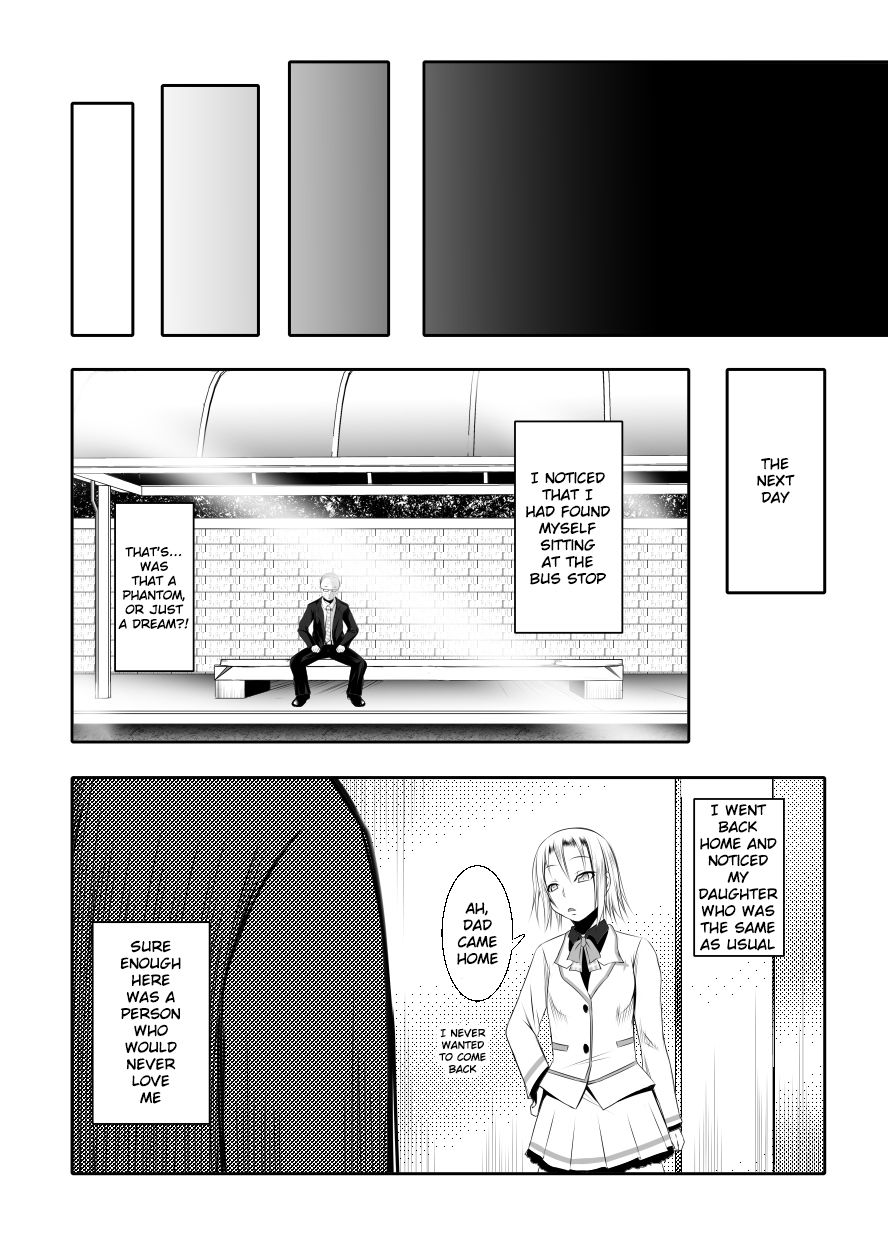 THE
NEXT
DAY
I NOTICED
THAT I
HAD FOUND
MYSELF
SITTING
AT THE
BUS STOP
THAT'S...
WAS
THAT A
PHANTOM,
OR JUST
A DREAM?!
I WENT
BACK
HOME AND
NOTICED
MY
DAUGHTER
WHO WAS
THE SAME
AS USUAL
AH,
DAD
CAME
HOME
I NEVER
WANTED
TO COME
BACK
SURE
ENOUGH
HERE
WAS A
PERSON
WHO
WOULD
NEVER
LOVE
ME